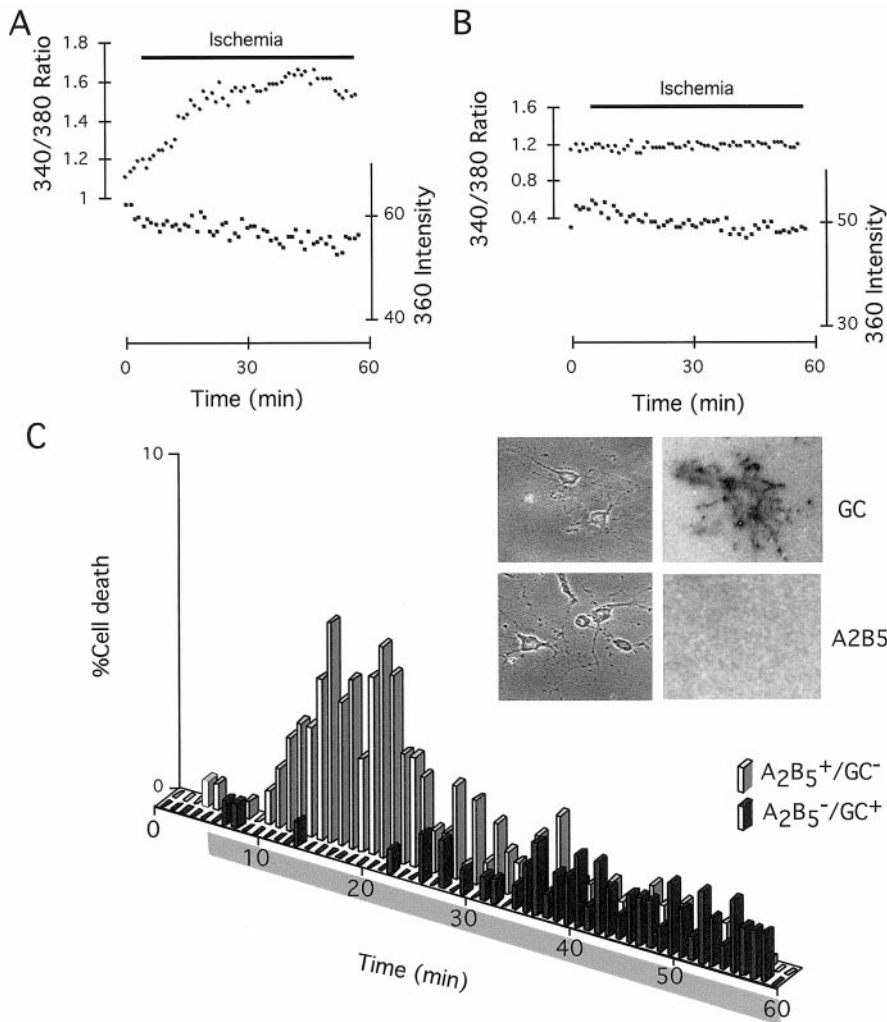 A
Ischemia
340/380 Ratio
1.8
1.6
1.4
1.2
1
60
40
360 Intensity
0
30
60
Time (min)
B
Ischemia
340/380 Ratio
1.6
1.2
0.8
0.4
50
30
360 Intensity
0
30
60
Time (min)
C
10
0
%Cell death
GC
A2B5
A2B5+/GC-
A2B5-/GC+
0
10
20
30
40
50
60
Time (min)